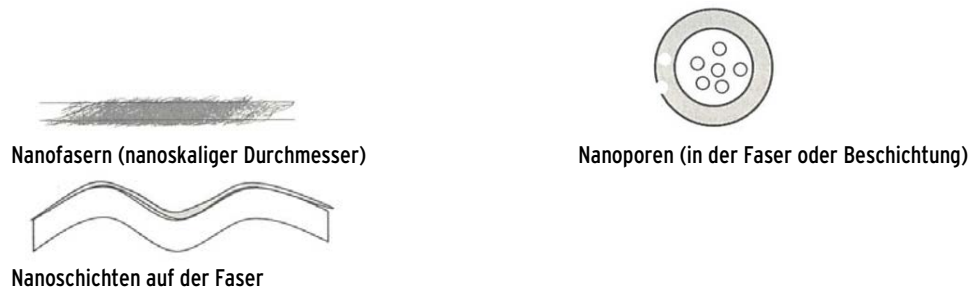 Nanofasern (nanoskaliger Durchmesser)
Nanoporen (in der Faser oder Beschichtung)
Nanoschichten auf der Faser